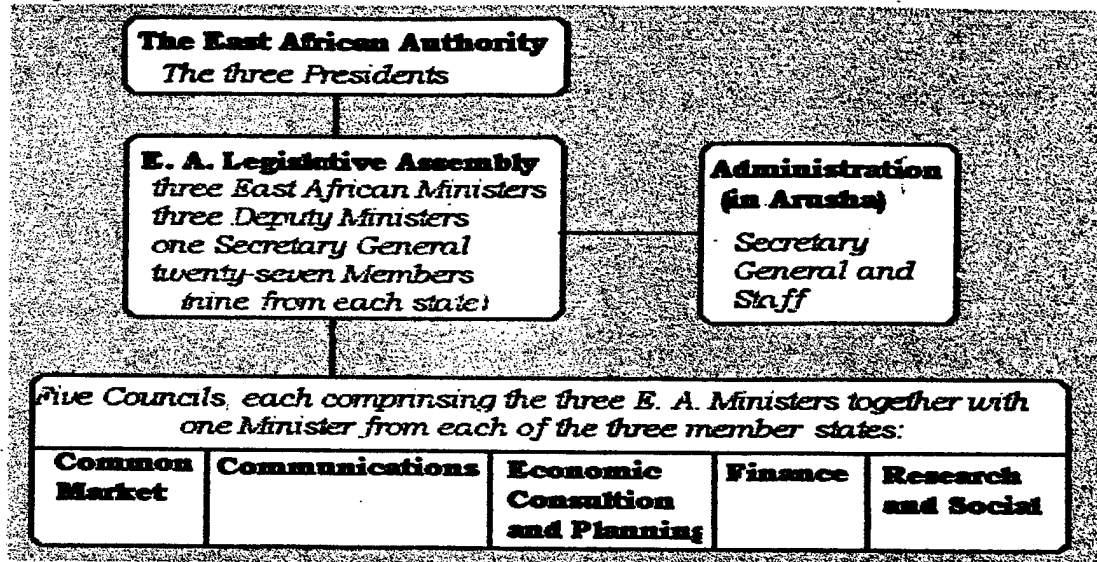 The East African Authority
The three Presidents
E. A. Legislative Assembly
three East African Ministers
three Deputy Ministers
one Secretary General
twenty-seven Members
(nine from each state)
Administration
(in Arusha)
Secretary
General and
Staff
Five Councils, each comprinsing the three E. A. Ministers together with
one Minister from each of the three member states:
Common
Market
Communications
Economic
Consultion
and Planning
Finance
Research
and Social